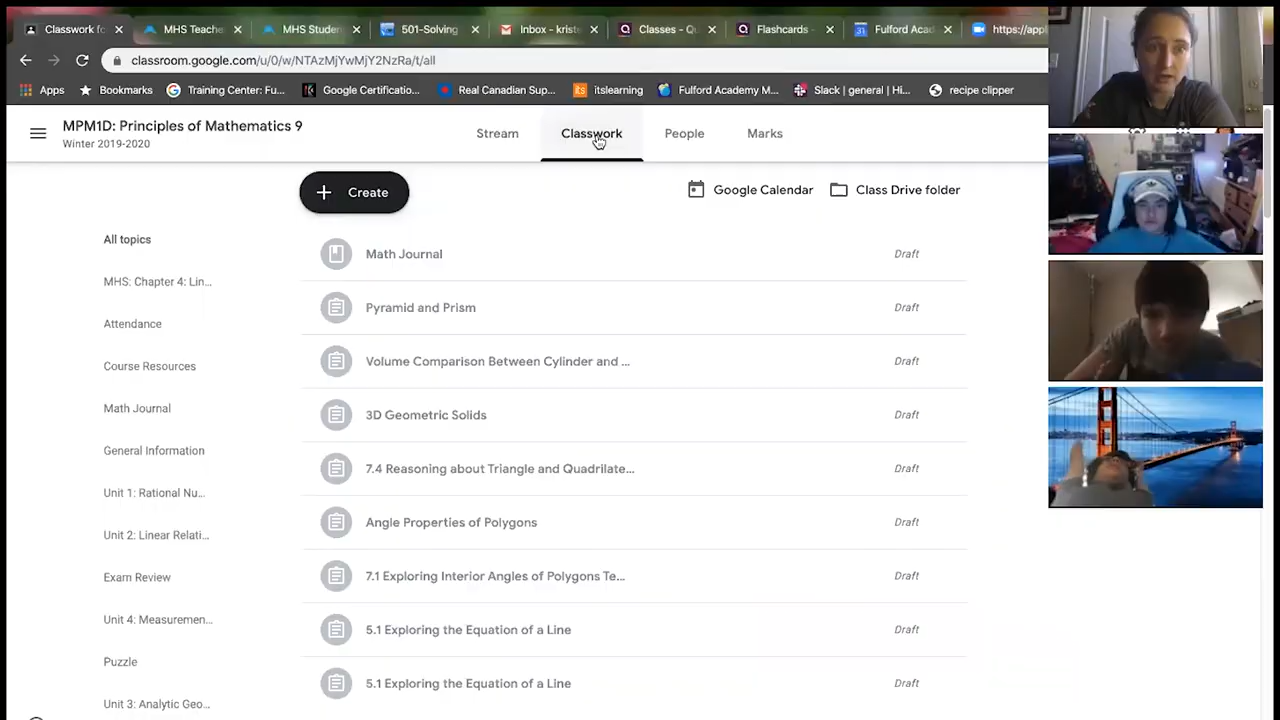 Classwork fo
MHS Teache
MHS Studen
501-Solving
Inbox - kriste
Classes - Qu
Flashcards -
Fulford Acad
https://appl
classroom.google.com/u/0/w/NTAzMjYwMjY2NzRa/t/all
Apps
Bookmarks
Training Center: Fu...
Google Certificatio...
Real Canadian Sup...
its
itslearning
Fulford Academy M...
Slack | general | Hi...
recipe clipper
MPM1D: Principles of Mathematics 9
Winter 2019-2020
Stream
Classwork
People
Marks
Create
Google Calendar
Class Drive folder
All topics
MHS: Chapter 4: Lin...
Attendance
Course Resources
Math Journal
General Information
Unit 1: Rational Nu...
Unit 2: Linear Relati...
Exam Review
Unit 4: Measuremen...
Puzzle
Unit 3: Analytic Geo...
Math Journal Draft
Pyramid and Prism Draft
Volume Comparison Between Cylinder and ... Draft
3D Geometric Solids Draft
7.4 Reasoning about Triangle and Quadrilate... Draft
Angle Properties of Polygons Draft
7.1 Exploring Interior Angles of Polygons Te... Draft
5.1 Exploring the Equation of a Line Draft
5.1 Exploring the Equation of a Line Draft